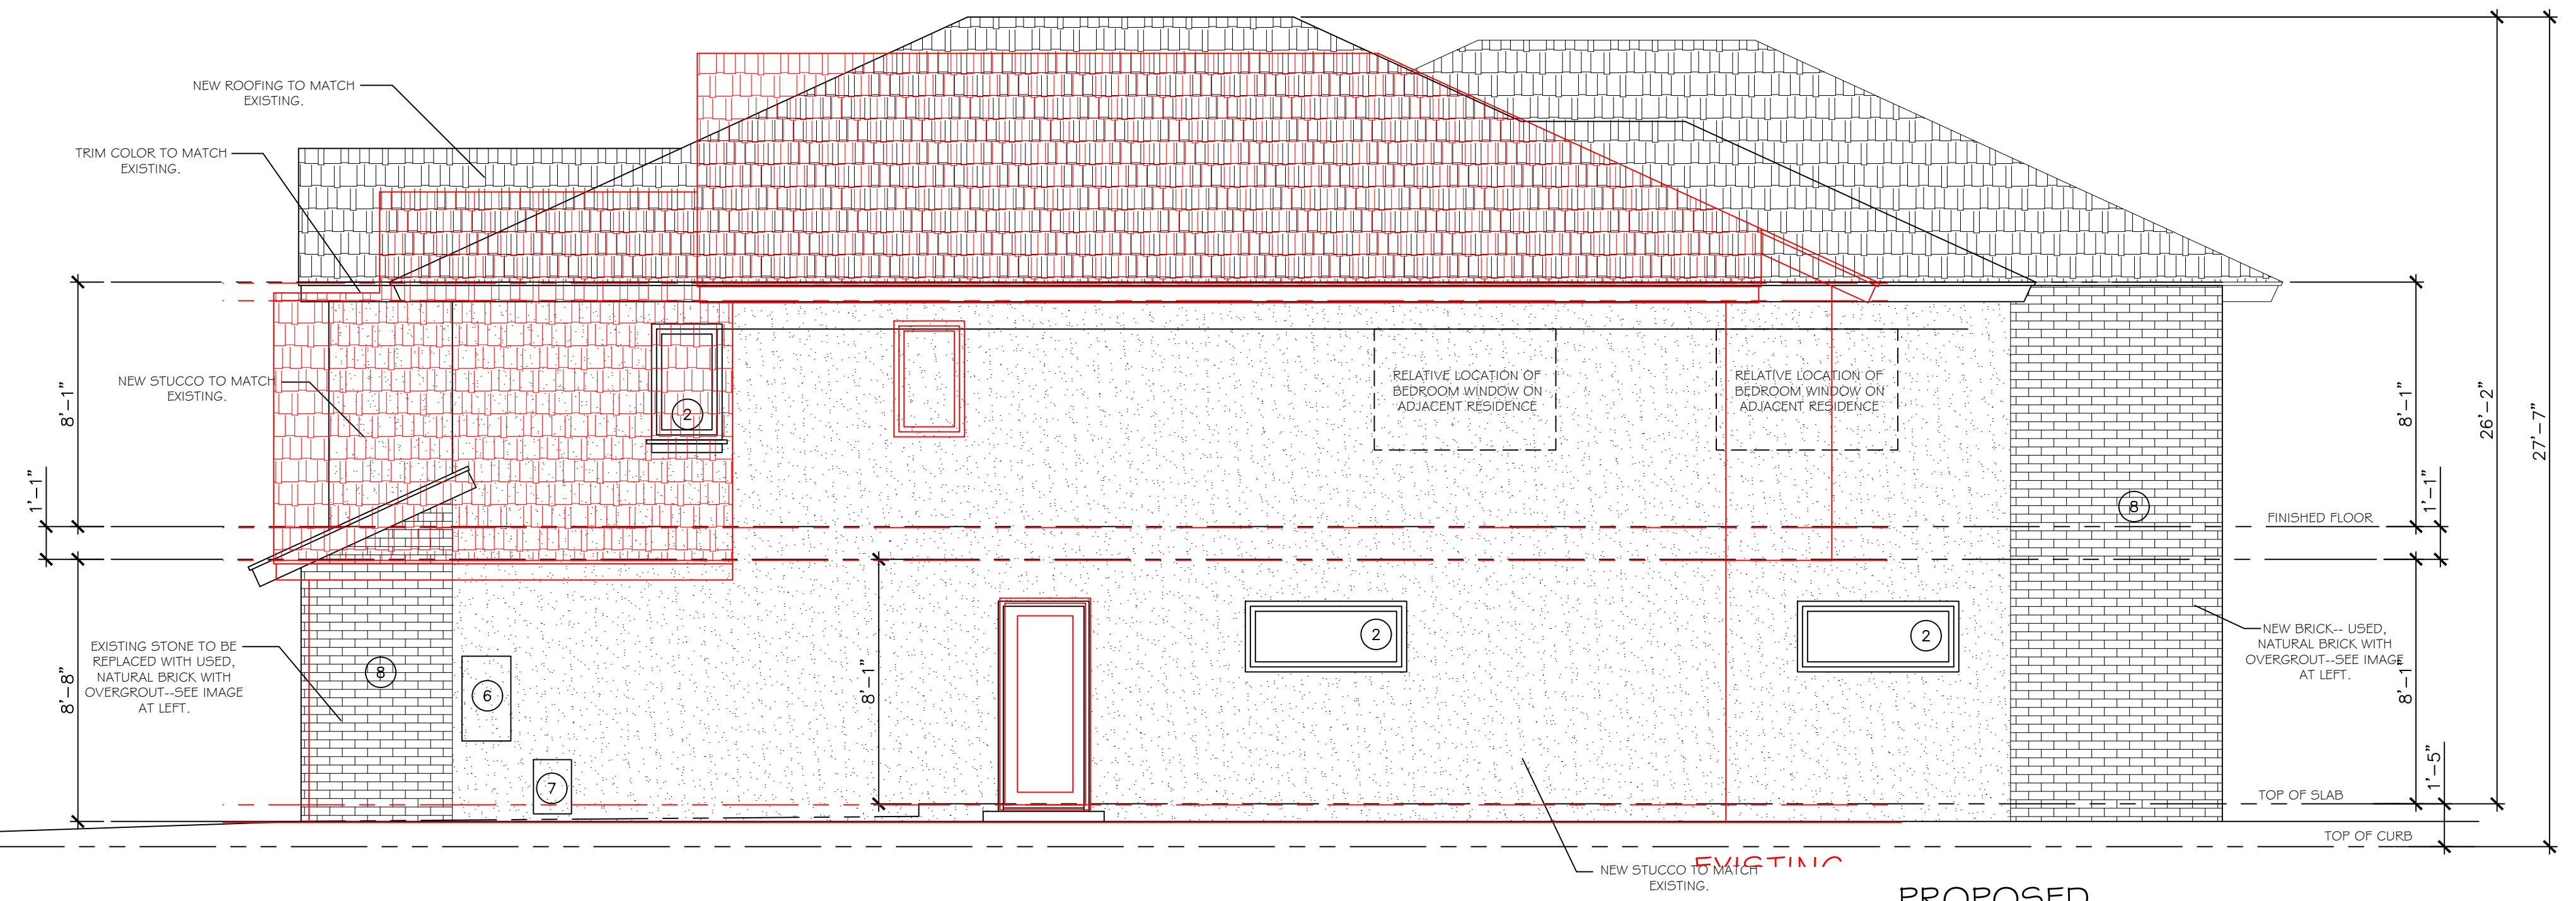 NEW ROOFING TO MATCH
EXISTING.
TRIM COLOR TO MATCH
EXISTING.
NEW STUCCO TO MATCH
EXISTING.
EXISTING STONE TO BE
REPLACED WITH USED,
NATURAL BRICK WITH
OVERGROUT--SEE IMAGE
AT LEFT.
8'-1"
1'-1"
8'-8"
2
8
6
7
8'-1"
RELATIVE LOCATION OF
BEDROOM WINDOW ON
ADJACENT RESIDENCE
RELATIVE LOCATION OF
BEDROOM WINDOW ON
ADJACENT RESIDENCE
2
2
8
FINISHED FLOOR
NEW BRICK-- USED,
NATURAL BRICK WITH
OVERGROUT--SEE IMAGE
AT LEFT.
TOP OF SLAB
TOP OF CURB
8'-1"
1'-1"
8'-1"
1'-5"
26'-2"
27'-7"
EXISTING
NEW STUCCO TO MATCH
EXISTING.
PROPOSED